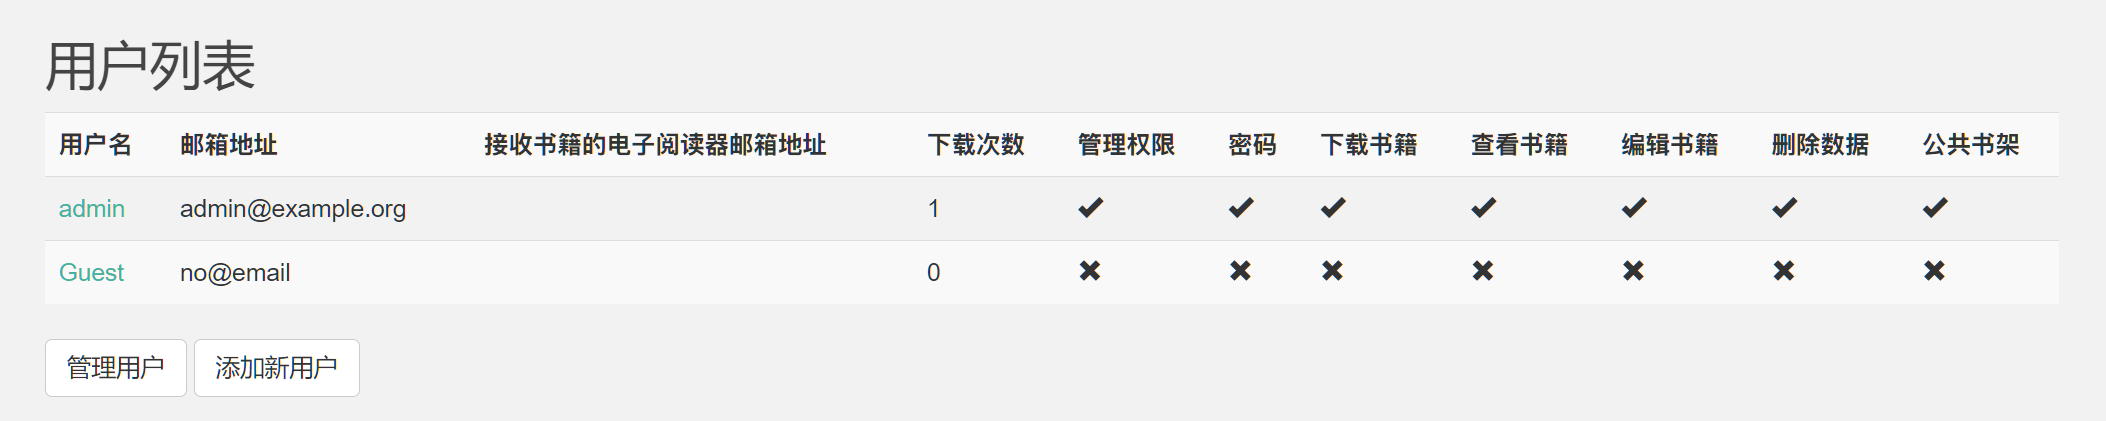 用户列表
用户名 邮箱地址 接收书籍的电子阅读器邮箱地址 下载次数 管理权限 密码 下载书籍 查看书籍 编辑书籍 删除数据 公共书架
admin admin@example.org 1 ✔ ✔ ✔ ✔ ✔ ✔ ✔
Guest no@email 0 ✖ ✖ ✖ ✖ ✖ ✖ ✖
管理用户 添加新用户